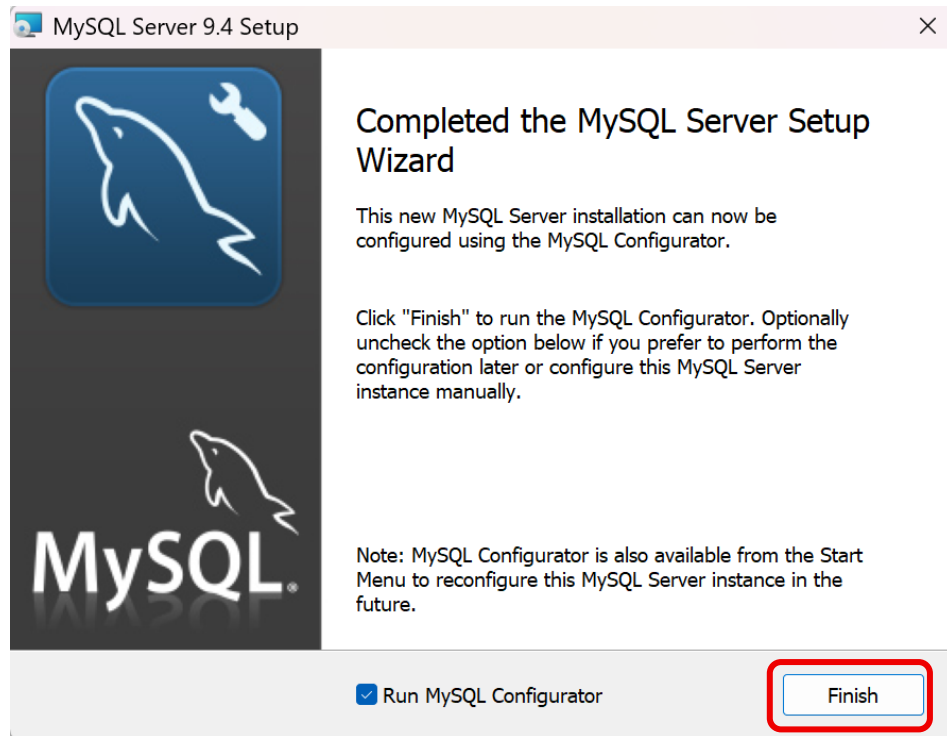 MySQL Server 9.4 Setup
Completed the MySQL Server Setup
Wizard
This new MySQL Server installation can now be
configured using the MySQL Configurator.
Click "Finish" to run the MySQL Configurator. Optionally
uncheck the option below if you prefer to perform the
configuration later or configure this MySQL Server
instance manually.
MySQL.
Note: MySQL Configurator is also available from the Start
Menu to reconfigure this MySQL Server instance in the
future.
Run MySQL Configurator
Finish